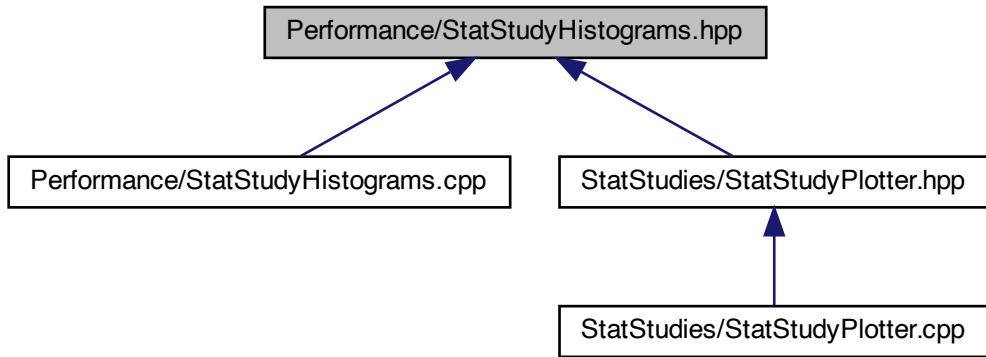 Performance/StatStudyHistograms.hpp
Performance/StatStudyHistograms.cpp
StatStudies/StatStudyPlotter.hpp
StatStudies/StatStudyPlotter.cpp